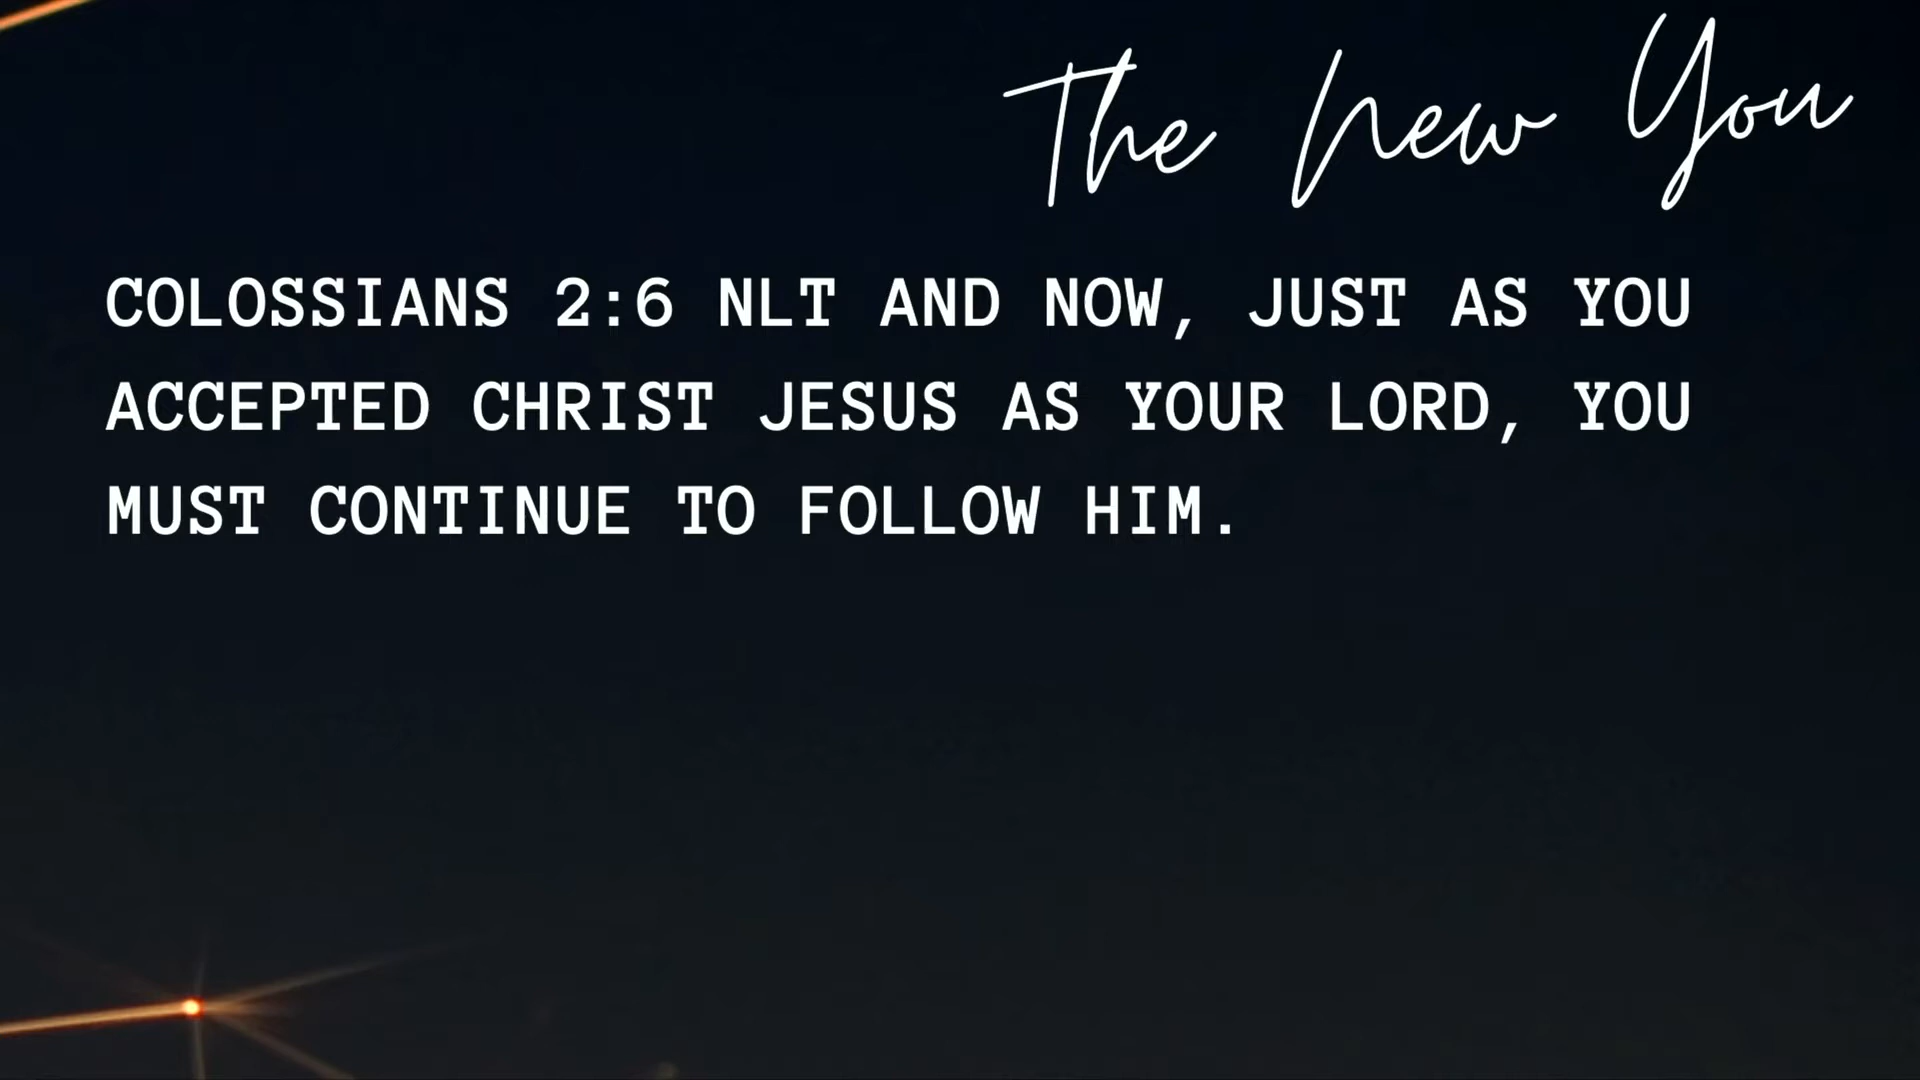 The New You
COLOSSIANS 2:6 NLT AND NOW, JUST AS YOU
ACCEPTED CHRIST JESUS AS YOUR LORD, YOU
MUST CONTINUE TO FOLLOW HIM.